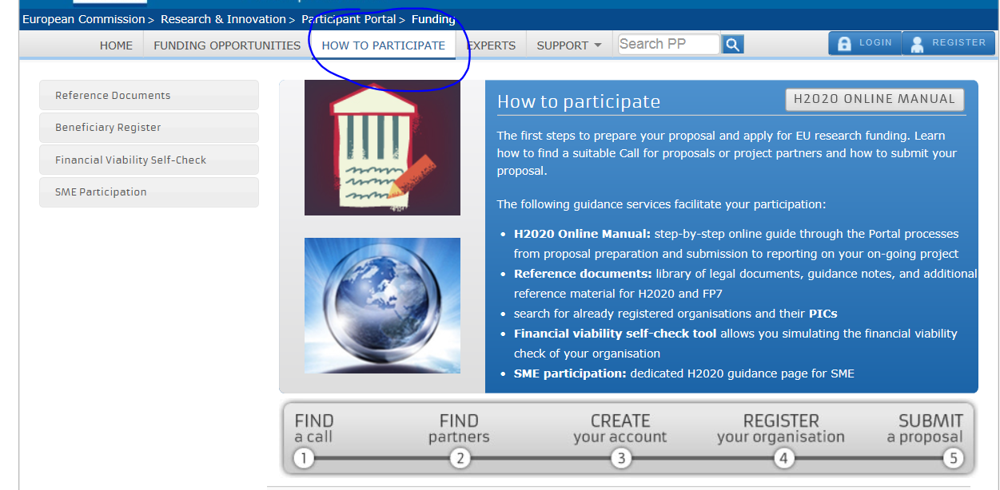 European Commission > Research & Innovation > Participant Portal > Funding
HOME FUNDING OPPORTUNITIES HOW TO PARTICIPATE EXPERTS SUPPORT Search PP LOGIN REGISTER
Reference Documents
Beneficiary Register
Financial Viability Self-Check
SME Participation
How to participate H2020 ONLINE MANUAL
The first steps to prepare your proposal and apply for EU research funding. Learn
how to find a suitable Call for proposals or project partners and how to submit your
proposal.
The following guidance services facilitate your participation:
• H2020 Online Manual: step-by-step online guide through the Portal processes
from proposal preparation and submission to reporting on your on-going project
• Reference documents: library of legal documents, guidance notes, and additional
reference material for H2020 and FP7
• search for already registered organisations and their PICs
• Financial viability self-check tool allows you simulating the financial viability
check of your organisation
• SME participation: dedicated H2020 guidance page for SME
FIND FIND CREATE REGISTER SUBMIT
a call partners your account your organisation a proposal
1 2 3 4 5